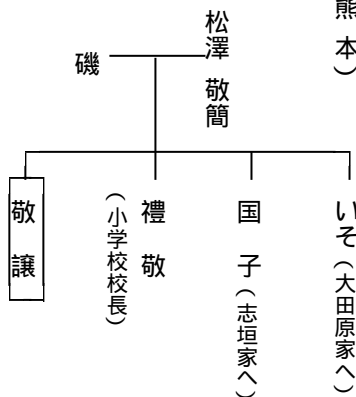 熊本)
松澤 敬簡
磯
いそ(大田原家へ)
国子(志垣家へ)
禮敬
(小学校校長)
敬譲